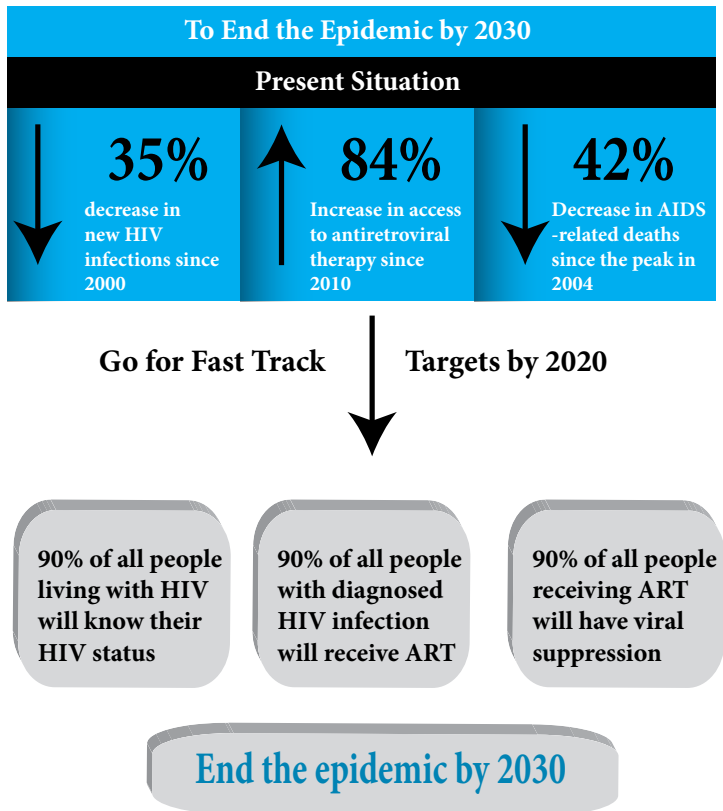 To End the Epidemic by 2030
Present Situation
35%
decrease in
new HIV
infections since
2000
84%
Increase in access
to antiretroviral
therapy since
2010
42%
Decrease in AIDS
-related deaths
since the peak in
2004
Go for Fast Track
Targets by 2020
90% of all people
living with HIV
will know their
HIV status
90% of all people
with diagnosed
HIV infection
will receive ART
90% of all people
receiving ART
will have viral
suppression
End the epidemic by 2030